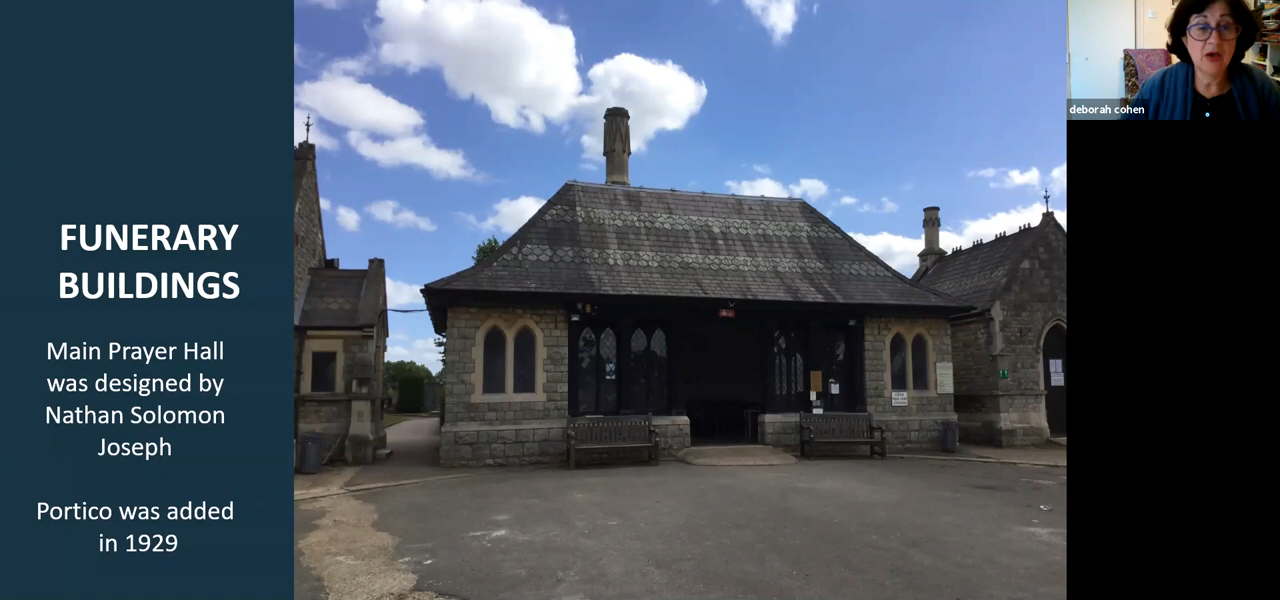 FUNERARY
BUILDINGS
Main Prayer Hall
was designed by
Nathan Solomon
Joseph
Portico was added
in 1929
deborah cohen